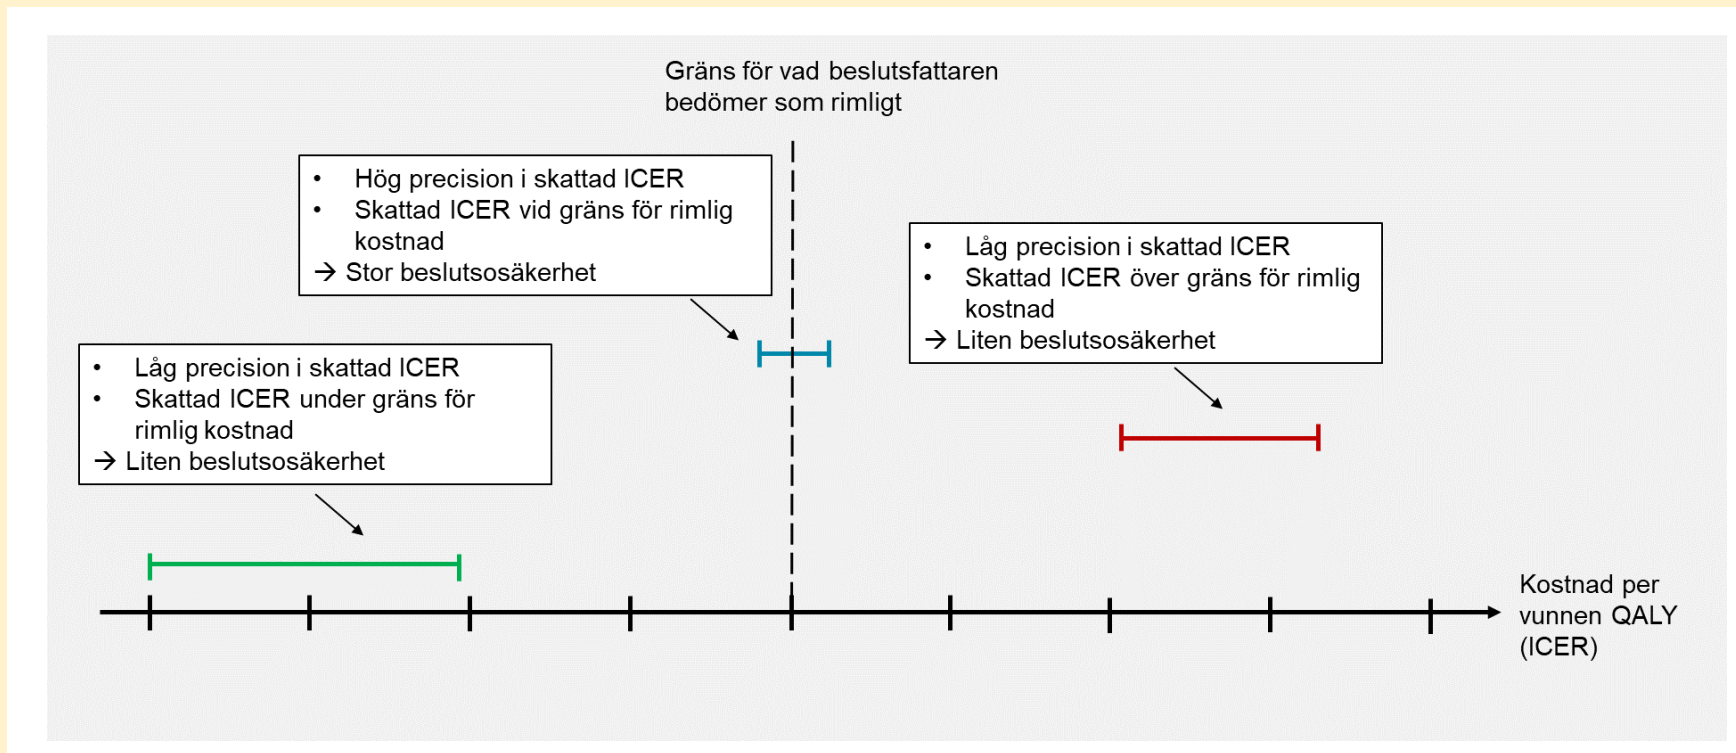 Gräns för vad beslutsfattaren
bedömer som rimligt
• Hög precision i skattad ICER
• Skattad ICER vid gräns för rimlig
kostnad
→ Stor beslutsosäkerhet
• Låg precision i skattad ICER
• Skattad ICER över gräns för rimlig
kostnad
→ Liten beslutsosäkerhet
• Låg precision i skattad ICER
• Skattad ICER under gräns för
rimlig kostnad
→ Liten beslutsosäkerhet
Kostnad per
vunnen QALY
(ICER)